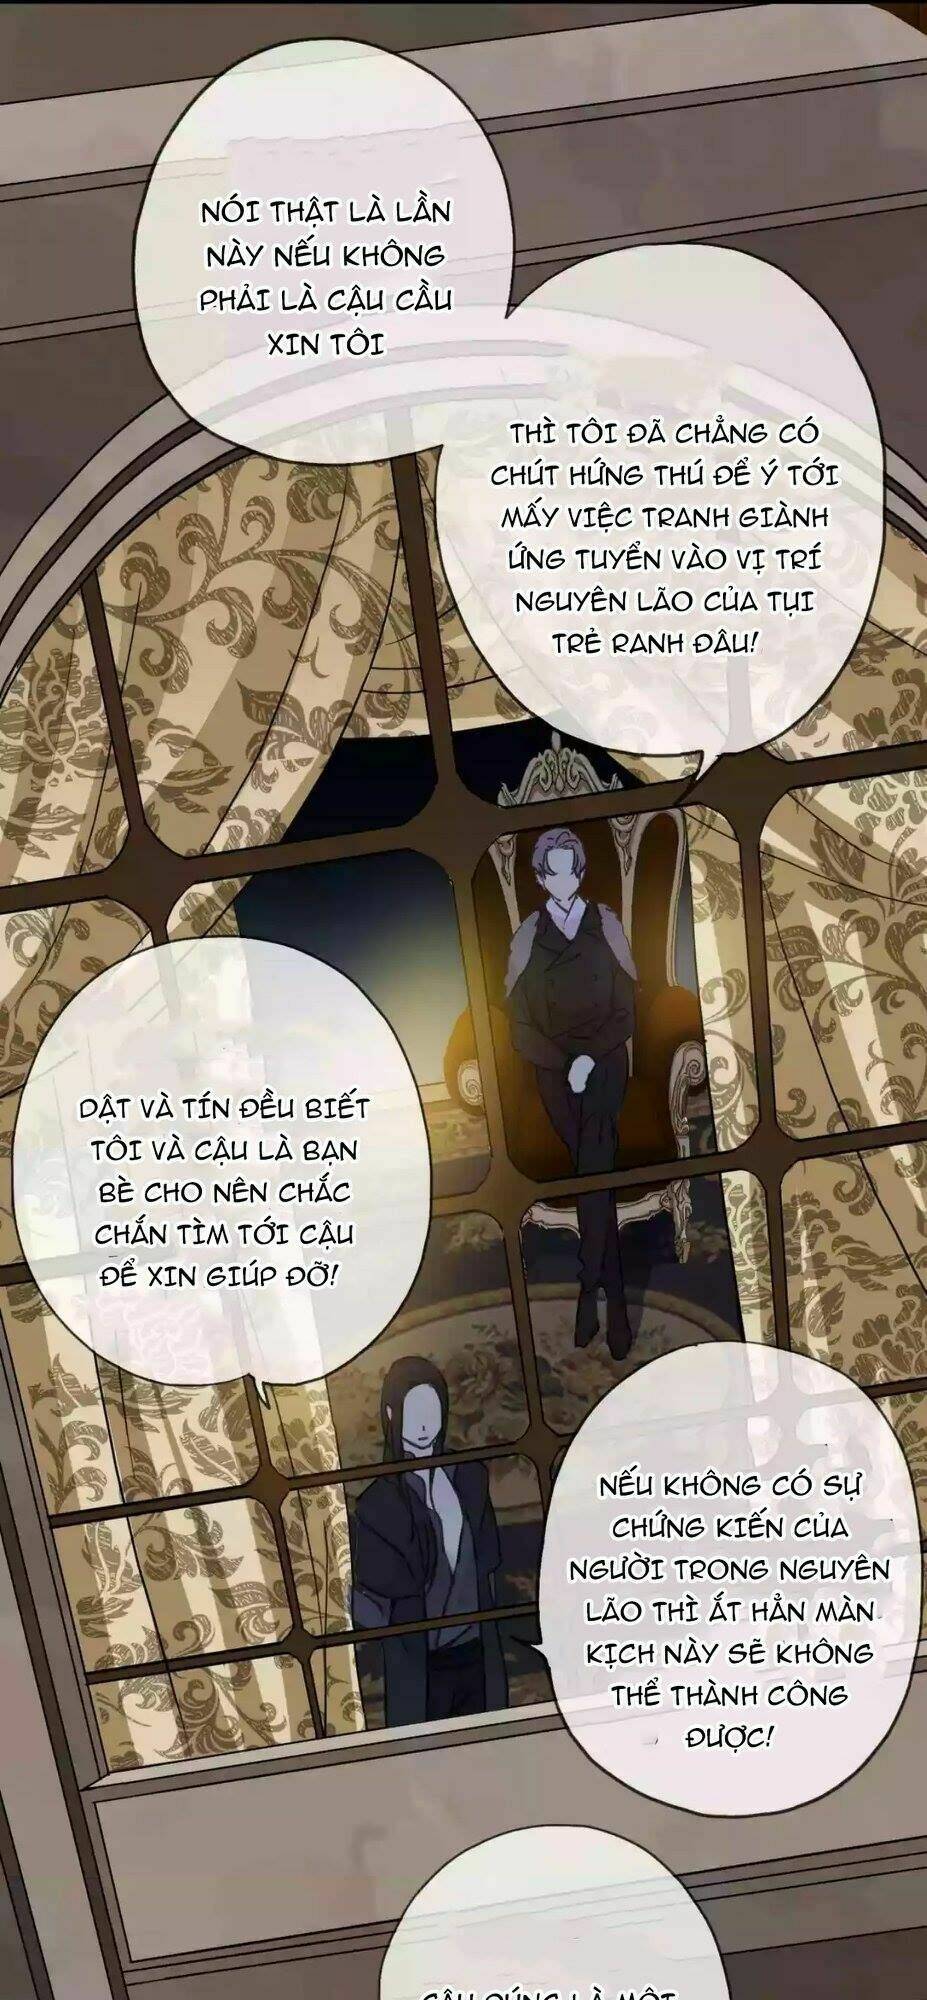 NÓI THẬT LÀ LẦN
NÀY NẾU KHÔNG
PHẢI LÀ CẬU CẦU
XIN TÔI
THÌ TÔI ĐÃ CHẲNG CÓ
CHÚT HỨNG THÚ ĐỂ Ý TỚI
MẤY VIỆC TRANH GIÀNH
ỨNG TUYỂN VÀO VỊ TRÍ
NGUYÊN LÃO CỦA TỤI
TRẺ RANH ĐÂU!
DẬT VÀ TÍN ĐỀU BIẾT
TÔI VÀ CẬU LÀ BẠN
BÈ CHO NÊN CHẮC
CHẮN TÌM TỚI CẬU
ĐỂ XIN GIÚP ĐỠ!
NẾU KHÔNG CÓ SỰ
CHỨNG KIẾN CỦA
NGƯỜI TRONG NGUYÊN
LÃO THÌ ẮT HẲN MÀN
KỊCH NÀY SẼ KHÔNG
THỂ THÀNH CÔNG
ĐƯỢC!
CẬU ĐÚNG LÀ MỘT